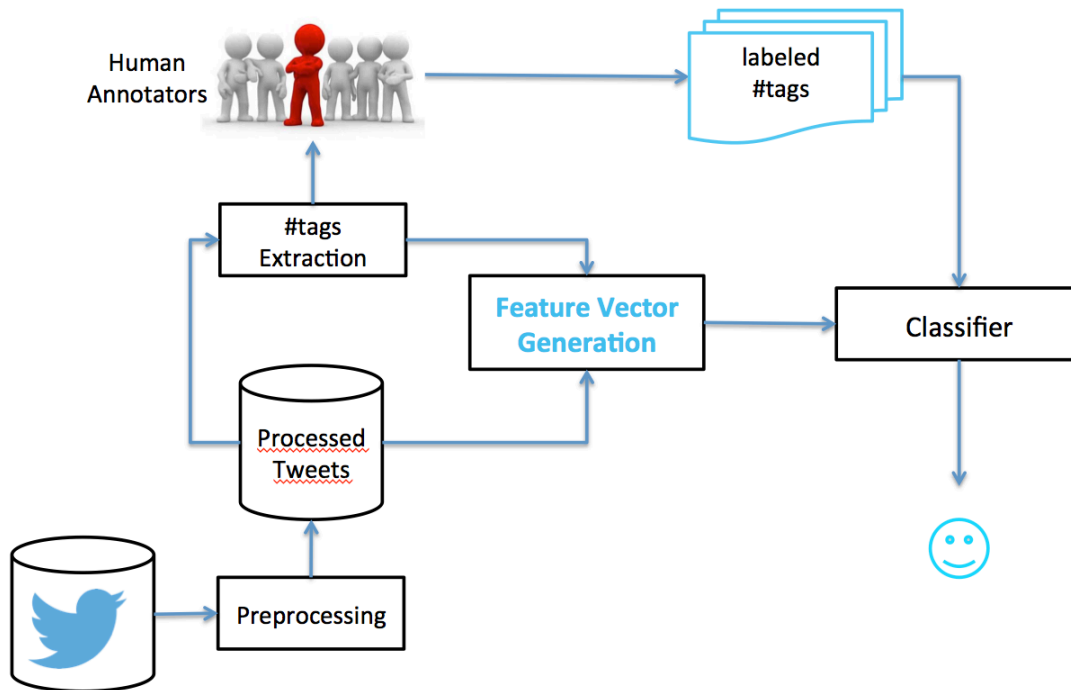 Human
Annotators
labeled
#tags
#tags
Extraction
Feature Vector
Generation
Classifier
Processed
Tweets
Preprocessing